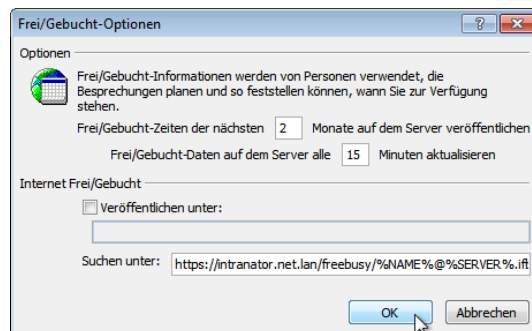 Frei/Gebucht-Optionen
Optionen
Frei/Gebucht-Informationen werden von Personen verwendet, die
Besprechungen planen und so feststellen können, wann Sie zur Verfügung
stehen.
Frei/Gebucht-Zeiten der nächsten 2 Monate auf dem Server veröffentlichen
Frei/Gebucht-Daten auf dem Server alle 15 Minuten aktualisieren
Internet Frei/Gebucht
Veröffentlichen unter:
Suchen unter: https://intranator.net.lan/freebusy/%NAME%@%SERVER%.ifb
OK Abbrechen